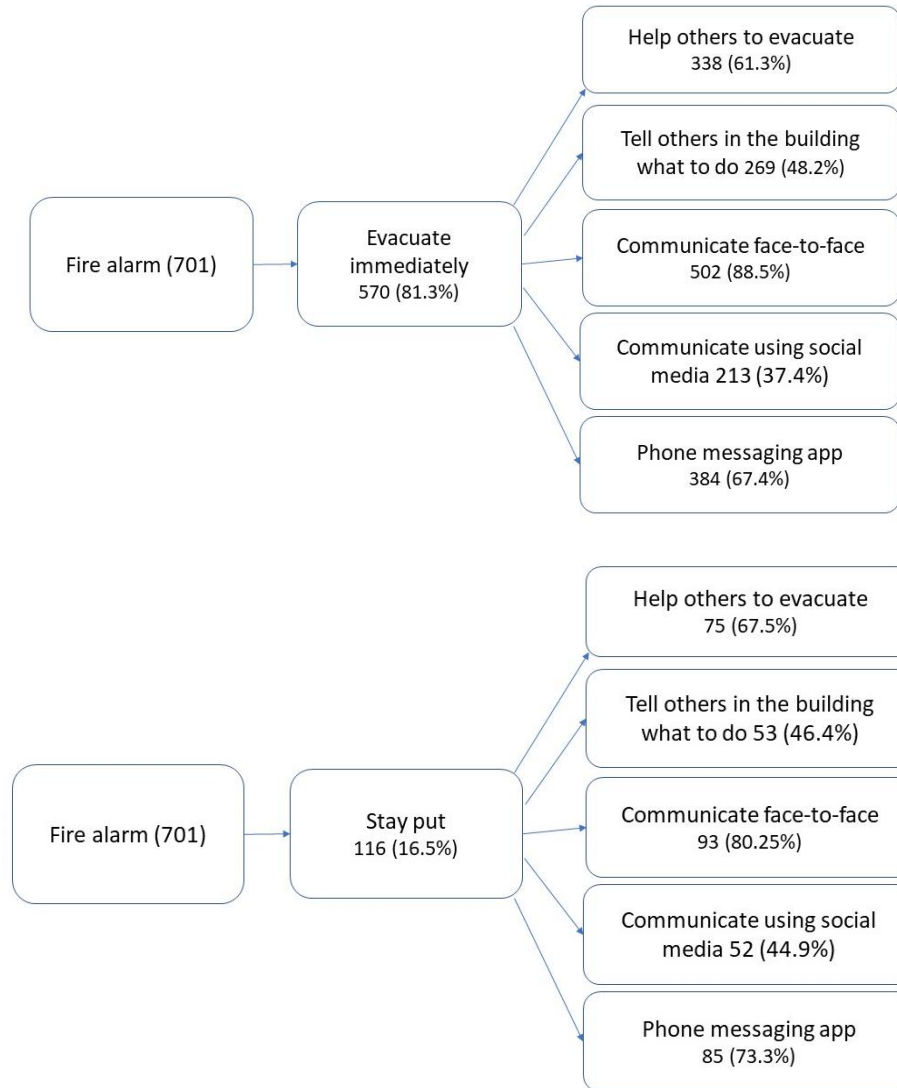 Help others to evacuate
338 (61.3%)
Tell others in the building
what to do 269 (48.2%)
Fire alarm (701)
Evacuate
immediately
570 (81.3%)
Communicate face-to-face
502 (88.5%)
Communicate using social
media 213 (37.4%)
Phone messaging app
384 (67.4%)
Help others to evacuate
75 (67.5%)
Tell others in the building
what to do 53 (46.4%)
Fire alarm (701)
Stay put
116 (16.5%)
Communicate face-to-face
93 (80.25%)
Communicate using social
media 52 (44.9%)
Phone messaging app
85 (73.3%)